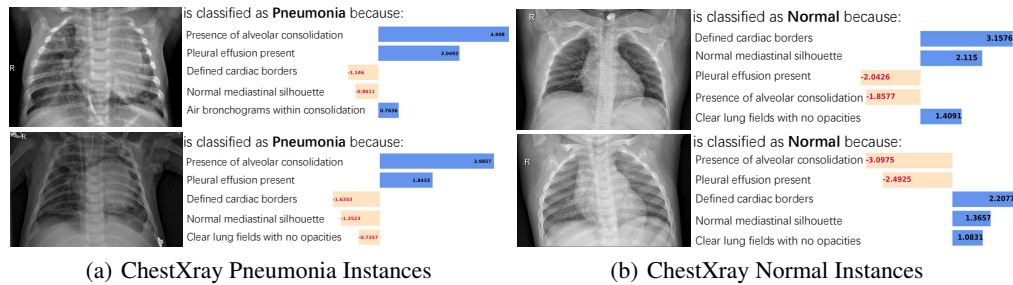 is classified as Pneumonia because:
Presence of alveolar consolidation 4.908
Pleural effusion present 3.0492
Defined cardiac borders -1.146
Normal mediastinal silhouette -0.8611
Air bronchograms within consolidation 0.7636
R
is classified as Pneumonia because:
Presence of alveolar consolidation 3.9857
Pleural effusion present 1.8433
Defined cardiac borders -1.6353
Normal mediastinal silhouette -1.3523
Clear lung fields with no opacities -0.7357
R
(a) ChestXray Pneumonia Instances
is classified as Normal because:
Defined cardiac borders 3.1576
Normal mediastinal silhouette 2.115
Pleural effusion present -2.0426
Presence of alveolar consolidation -1.8577
Clear lung fields with no opacities 1.4091
R
is classified as Normal because:
Presence of alveolar consolidation -3.0975
Pleural effusion present -2.4925
Defined cardiac borders 2.2077
Normal mediastinal silhouette 1.3657
Clear lung fields with no opacities 1.0831
R
(b) ChestXray Normal Instances